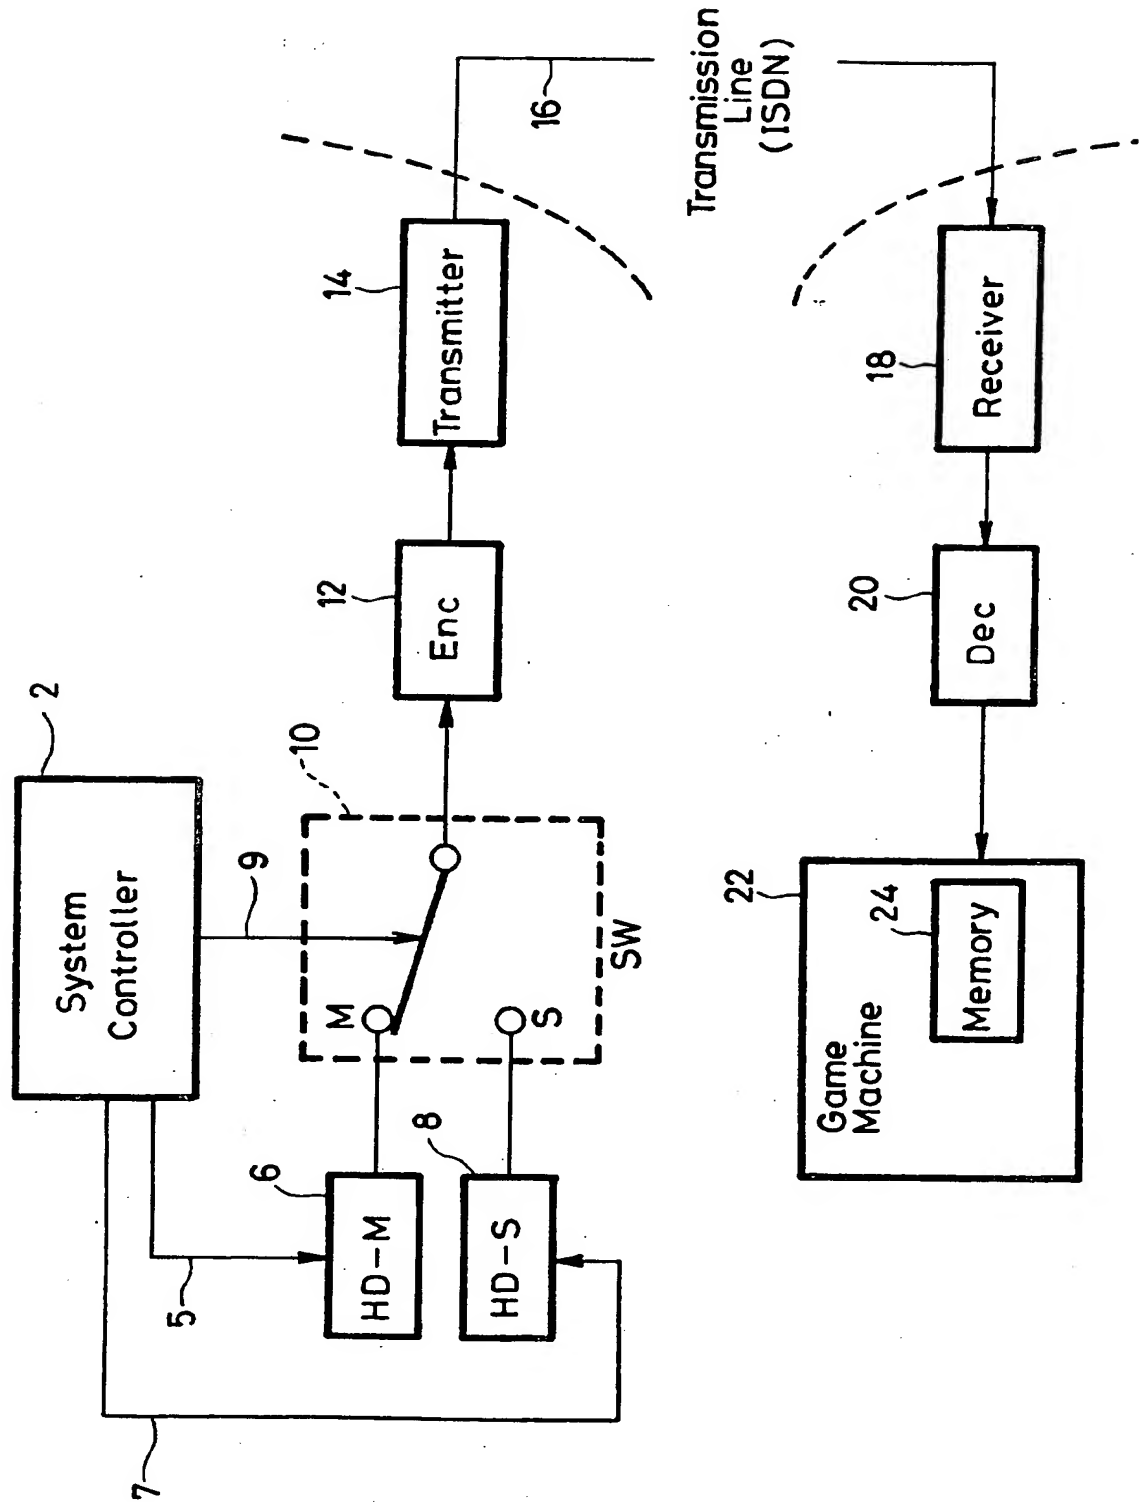 2
System
Controller
7
5
9
6
HD-M
8
HD-S
M
S
10
SW
12
Enc
14
Transmitter
16
Transmission
Line
(ISDN)
22
Game
Machine
24
Memory
20
Dec
18
Receiver